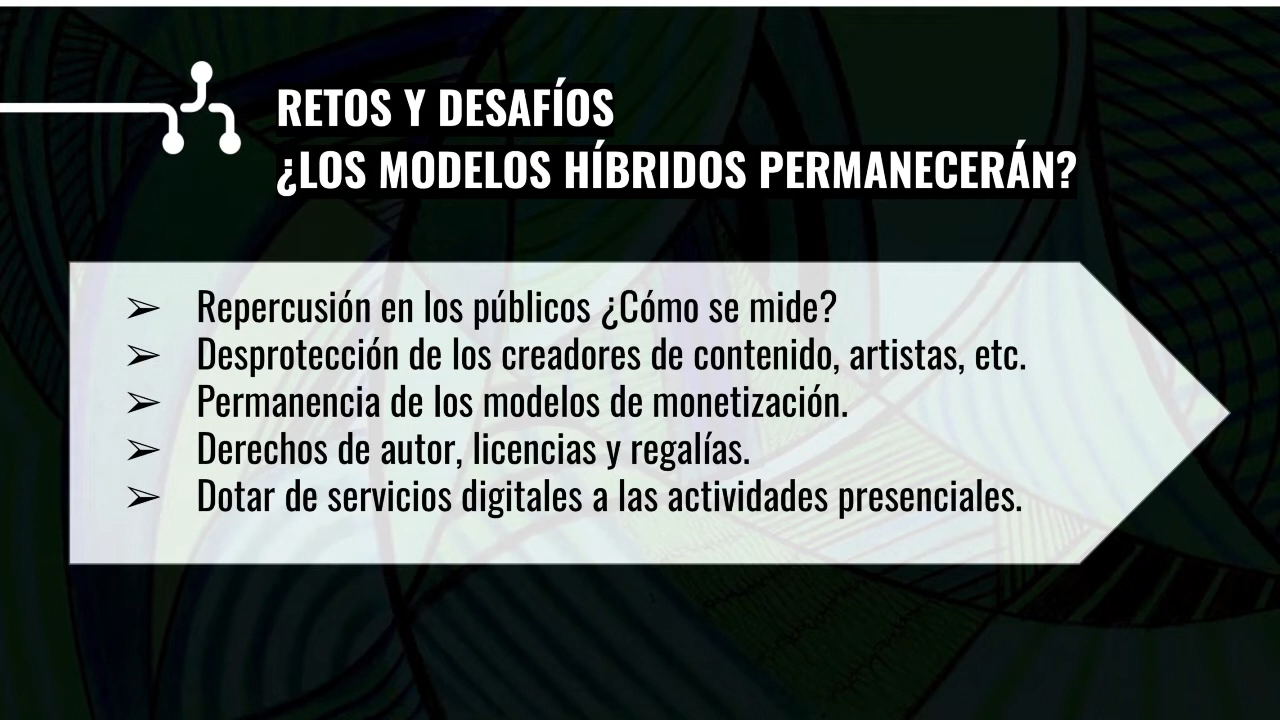 RETOS Y DESAFÍOS
¿LOS MODELOS HÍBRIDOS PERMANECERÁN?
➢ Repercusión en los públicos ¿Cómo se mide?
➢ Desprotección de los creadores de contenido, artistas, etc.
➢ Permanencia de los modelos de monetización.
➢ Derechos de autor, licencias y regalías.
➢ Dotar de servicios digitales a las actividades presenciales.